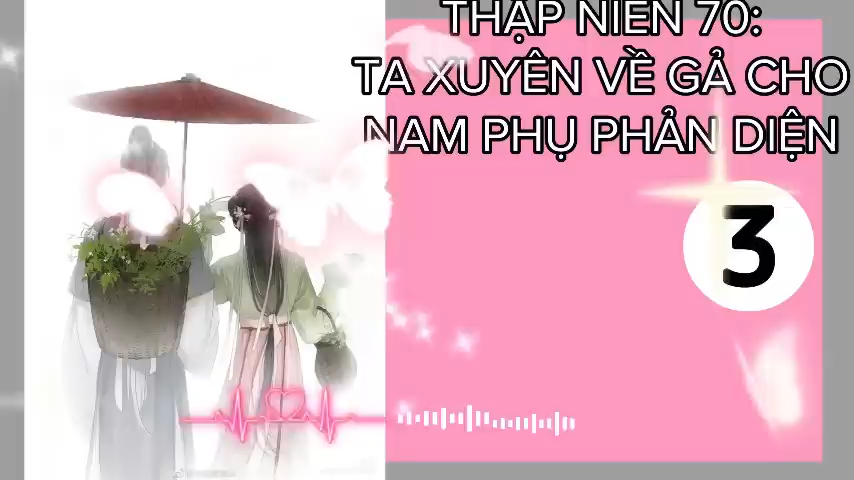 THẬP NIÊN 70:
TA XUYÊN VỀ GẢ CHO
NAM PHỤ PHẢN DIỆN
3